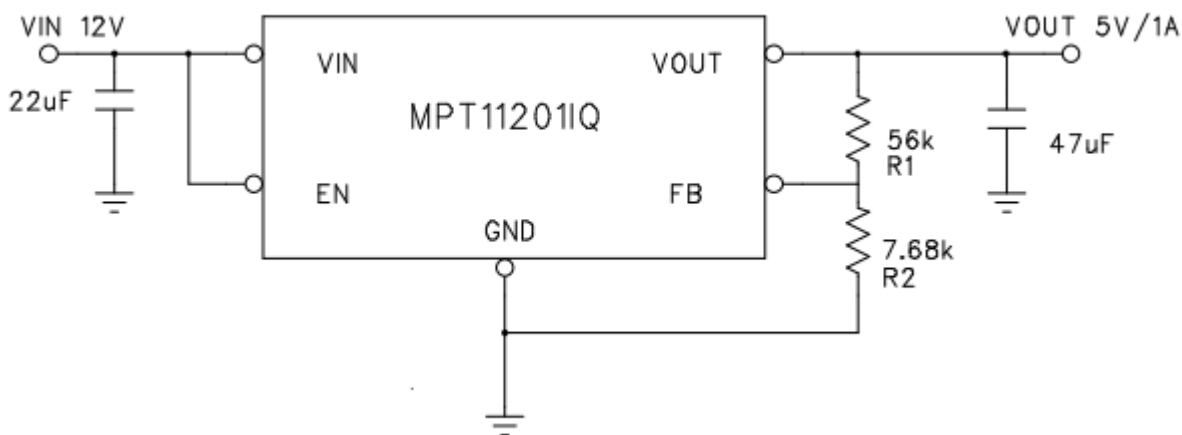 VIN 12V
VOUT 5V/1A
VIN
VOUT
22uF
MPT11201IQ
56k
R1
47uF
EN
FB
GND
7.68k
R2